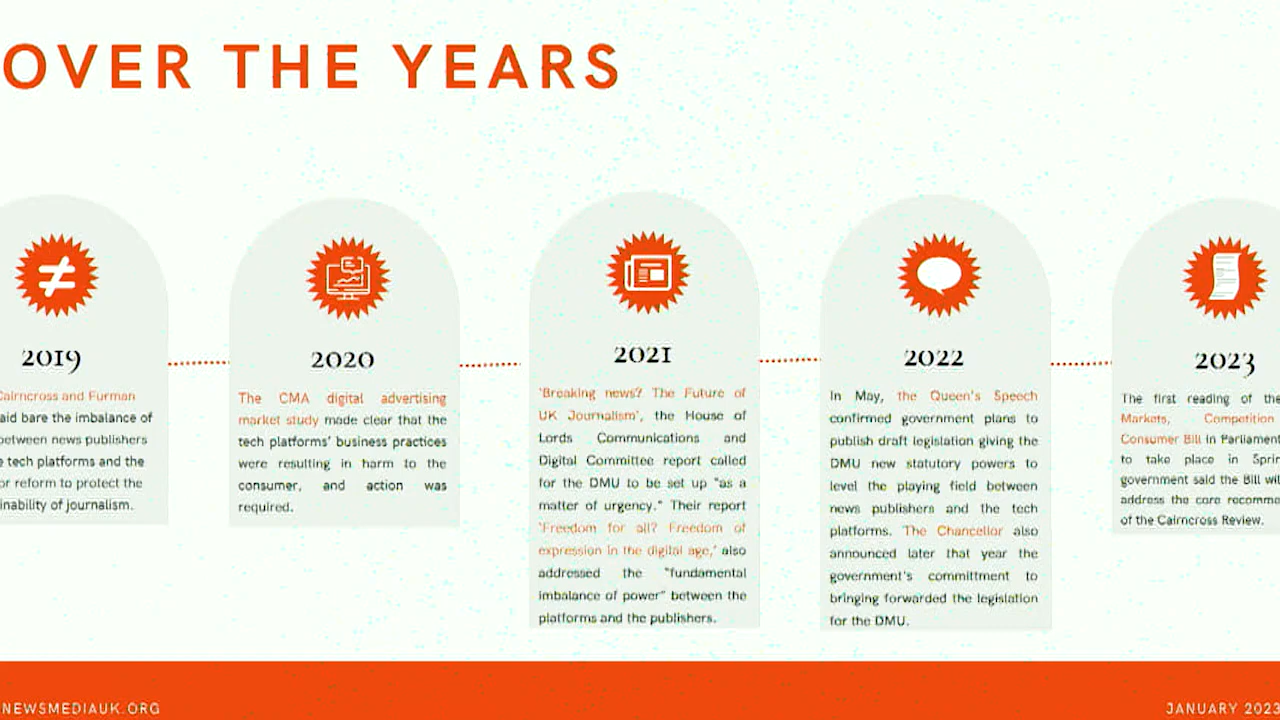 OVER THE YEARS
2019
Cairncross and Furman
aid bare the imbalance of
between news publishers
tech platforms and the
or reform to protect the
inability of journalism.
2020
The CMA digital advertising
market study made clear that the
tech platforms' business practices
were resulting in harm to the
consumer, and action was
required.
2021
'Breaking news? The Future of
UK Journalism', the House of
Lords Communications and
Digital Committee report called
for the DMU to be set up "as a
matter of urgency." Their report
'Freedom for all? Freedom of
expression in the digital age,' also
addressed the "fundamental
imbalance of power" between the
platforms and the publishers.
2022
In May, the Queen's Speech
confirmed government plans to
publish draft legislation giving the
DMU new statutory powers to
level the playing field between
news publishers and the tech
platforms. The Chancellor also
announced later that year the
government's committment to
bringing forwarded the legislation
for the DMU.
2023
The first reading of the
Markets, Competition
Consumer Bill in Parliament
to take place in Sprin
government said the Bill wil
address the core recomme
of the Cairncross Review.
NEWSMEDIAUK.ORG
JANUARY 2023